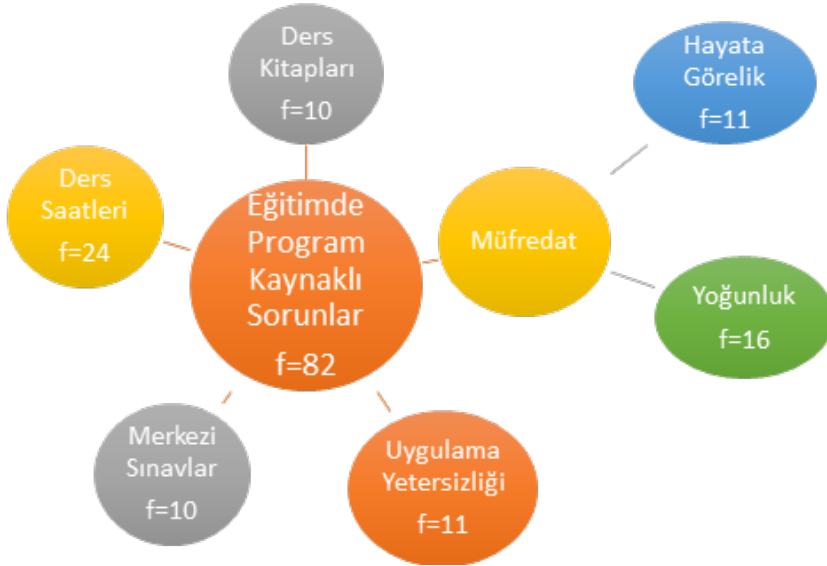 Ders
Kitapları
f=10
Hayata
Görelik
f=11
Ders
Saatleri
f=24
Eğitimde
Program
Kaynaklı
Sorunlar
f=82
Müfredat
Yoğunluk
f=16
Merkezi
Sınavlar
f=10
Uygulama
Yetersizliği
f=11